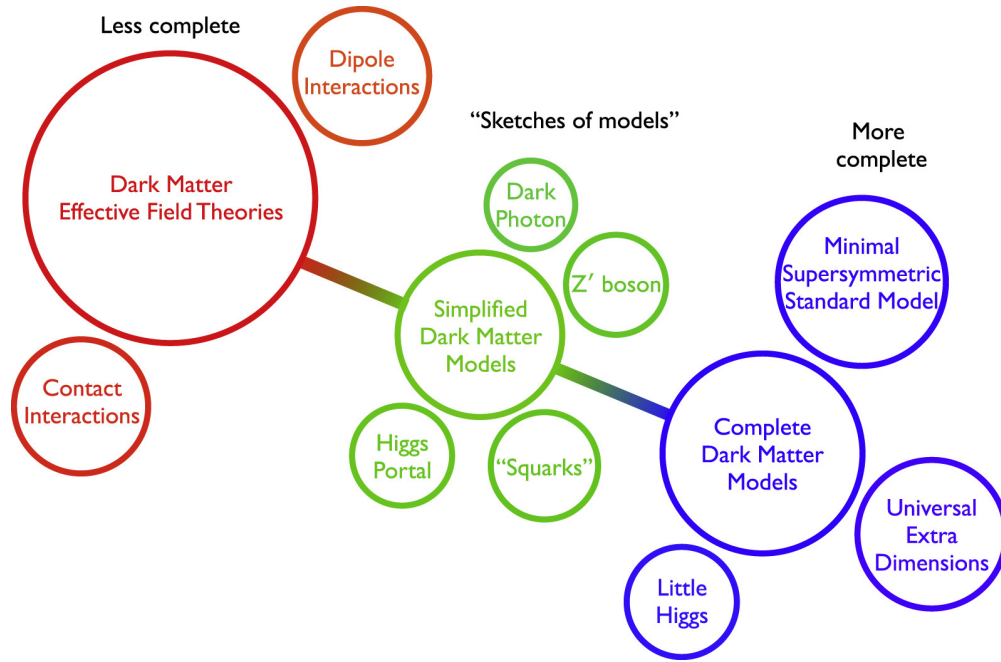 Less complete
Dipole
Interactions
Dark Matter
Effective Field Theories
Contact
Interactions
“Sketches of models”
Dark
Photon
Z′ boson
Simplified
Dark Matter
Models
Higgs
Portal
“Squarks”
More
complete
Minimal
Supersymmetric
Standard Model
Complete
Dark Matter
Models
Universal
Extra
Dimensions
Little
Higgs